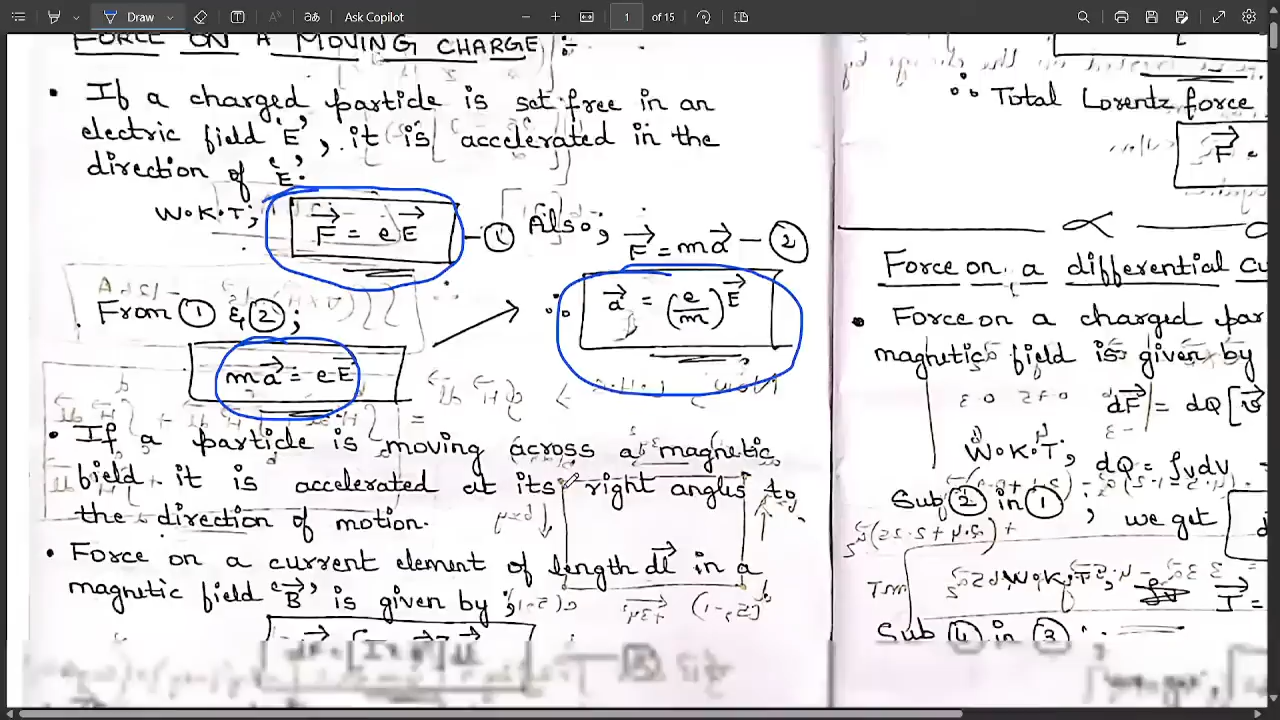 Draw
Ask Copilot
1 of 15
FORCE ON A MOVING CHARGE :-
• If a charged particle is set free in an
electric field 'E', it is accelerated in the
direction of 'E'.
W.K.T; F = eE - ① Also; F = ma - ②
From ① & ②;
ma = eE
∴ a = (e/m) E
• If a particle is moving across a magnetic
field it is accelerated at its right angles to
the direction of motion.
• Force on a current element of length dl in a
magnetic field 'B' is given by;
∴ Total Lorentz force
F =
Force on a differential cu
• Force on a charged par
magnetic field is given by
dF = dQ [v
W.K.T; dQ = ρv dv
Sub ② in ①; we get
W.K.T; I =
Sub ④ in ③